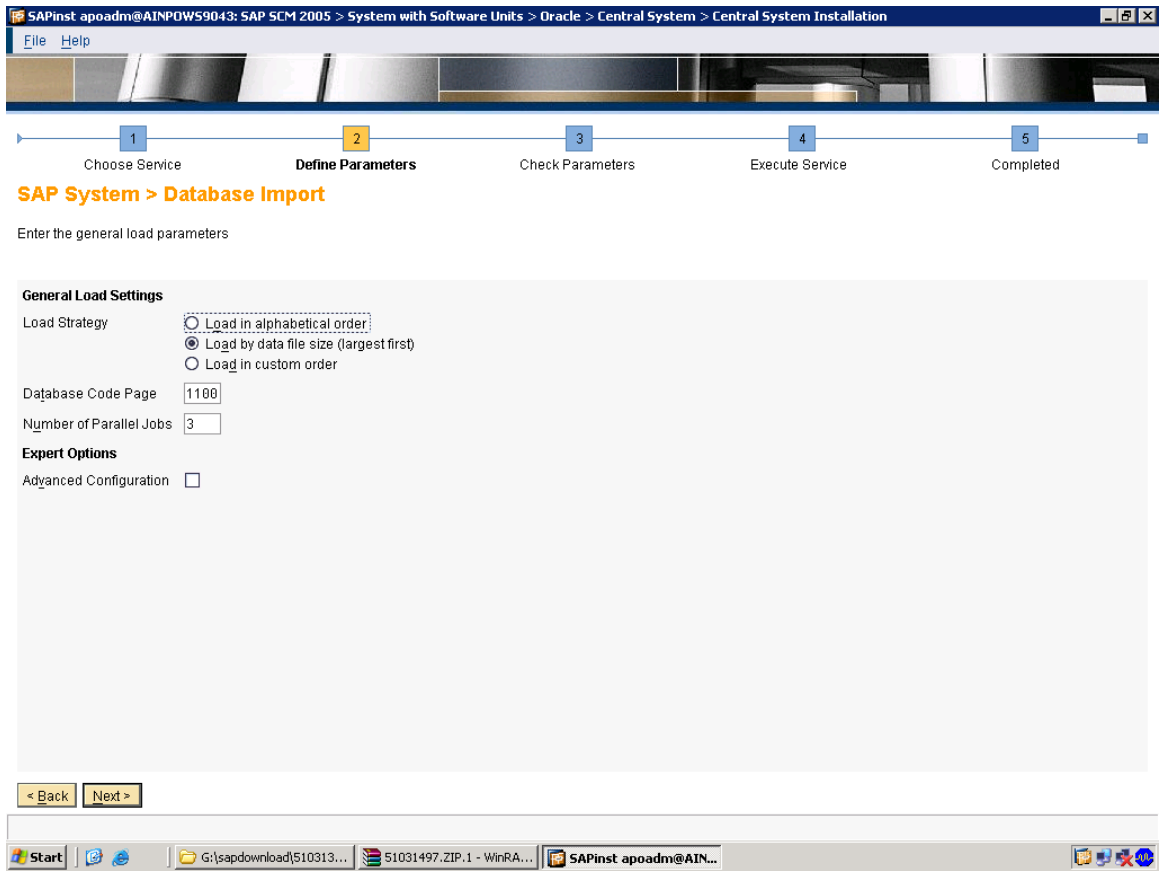 SAPinst apoadm@AINPOWS9043: SAP SCM 2005 > System with Software Units > Oracle > Central System > Central System Installation
File Help
1 2 3 4 5
Choose Service Define Parameters Check Parameters Execute Service Completed
SAP System > Database Import
Enter the general load parameters
General Load Settings
Load Strategy Load in alphabetical order
Load by data file size (largest first)
Load in custom order
Database Code Page 1100
Number of Parallel Jobs 3
Expert Options
Advanced Configuration
< Back Next >
Start G:\sapdownload\510313... 51031497.ZIP.1 - WinRA... SAPinst apoadm@AIN...